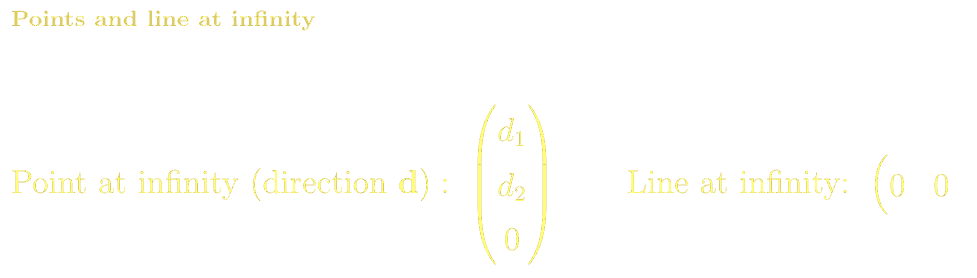 Points and line at infinity
Point at infinity (direction d) : (d₁ d₂ 0) Line at infinity: (0 0